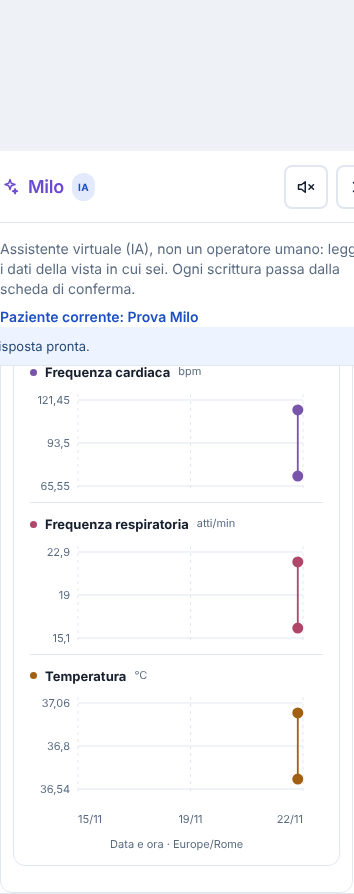 Milo IA
Assistente virtuale (IA), non un operatore umano: legg
i dati della vista in cui sei. Ogni scrittura passa dalla
scheda di conferma.
Paziente corrente: Prova Milo
isposta pronta.
Frequenza cardiaca bpm
121,45
93,5
65,55
Frequenza respiratoria atti/min
22,9
19
15,1
Temperatura °C
37,06
36,8
36,54
15/11 19/11 22/11
Data e ora · Europe/Rome